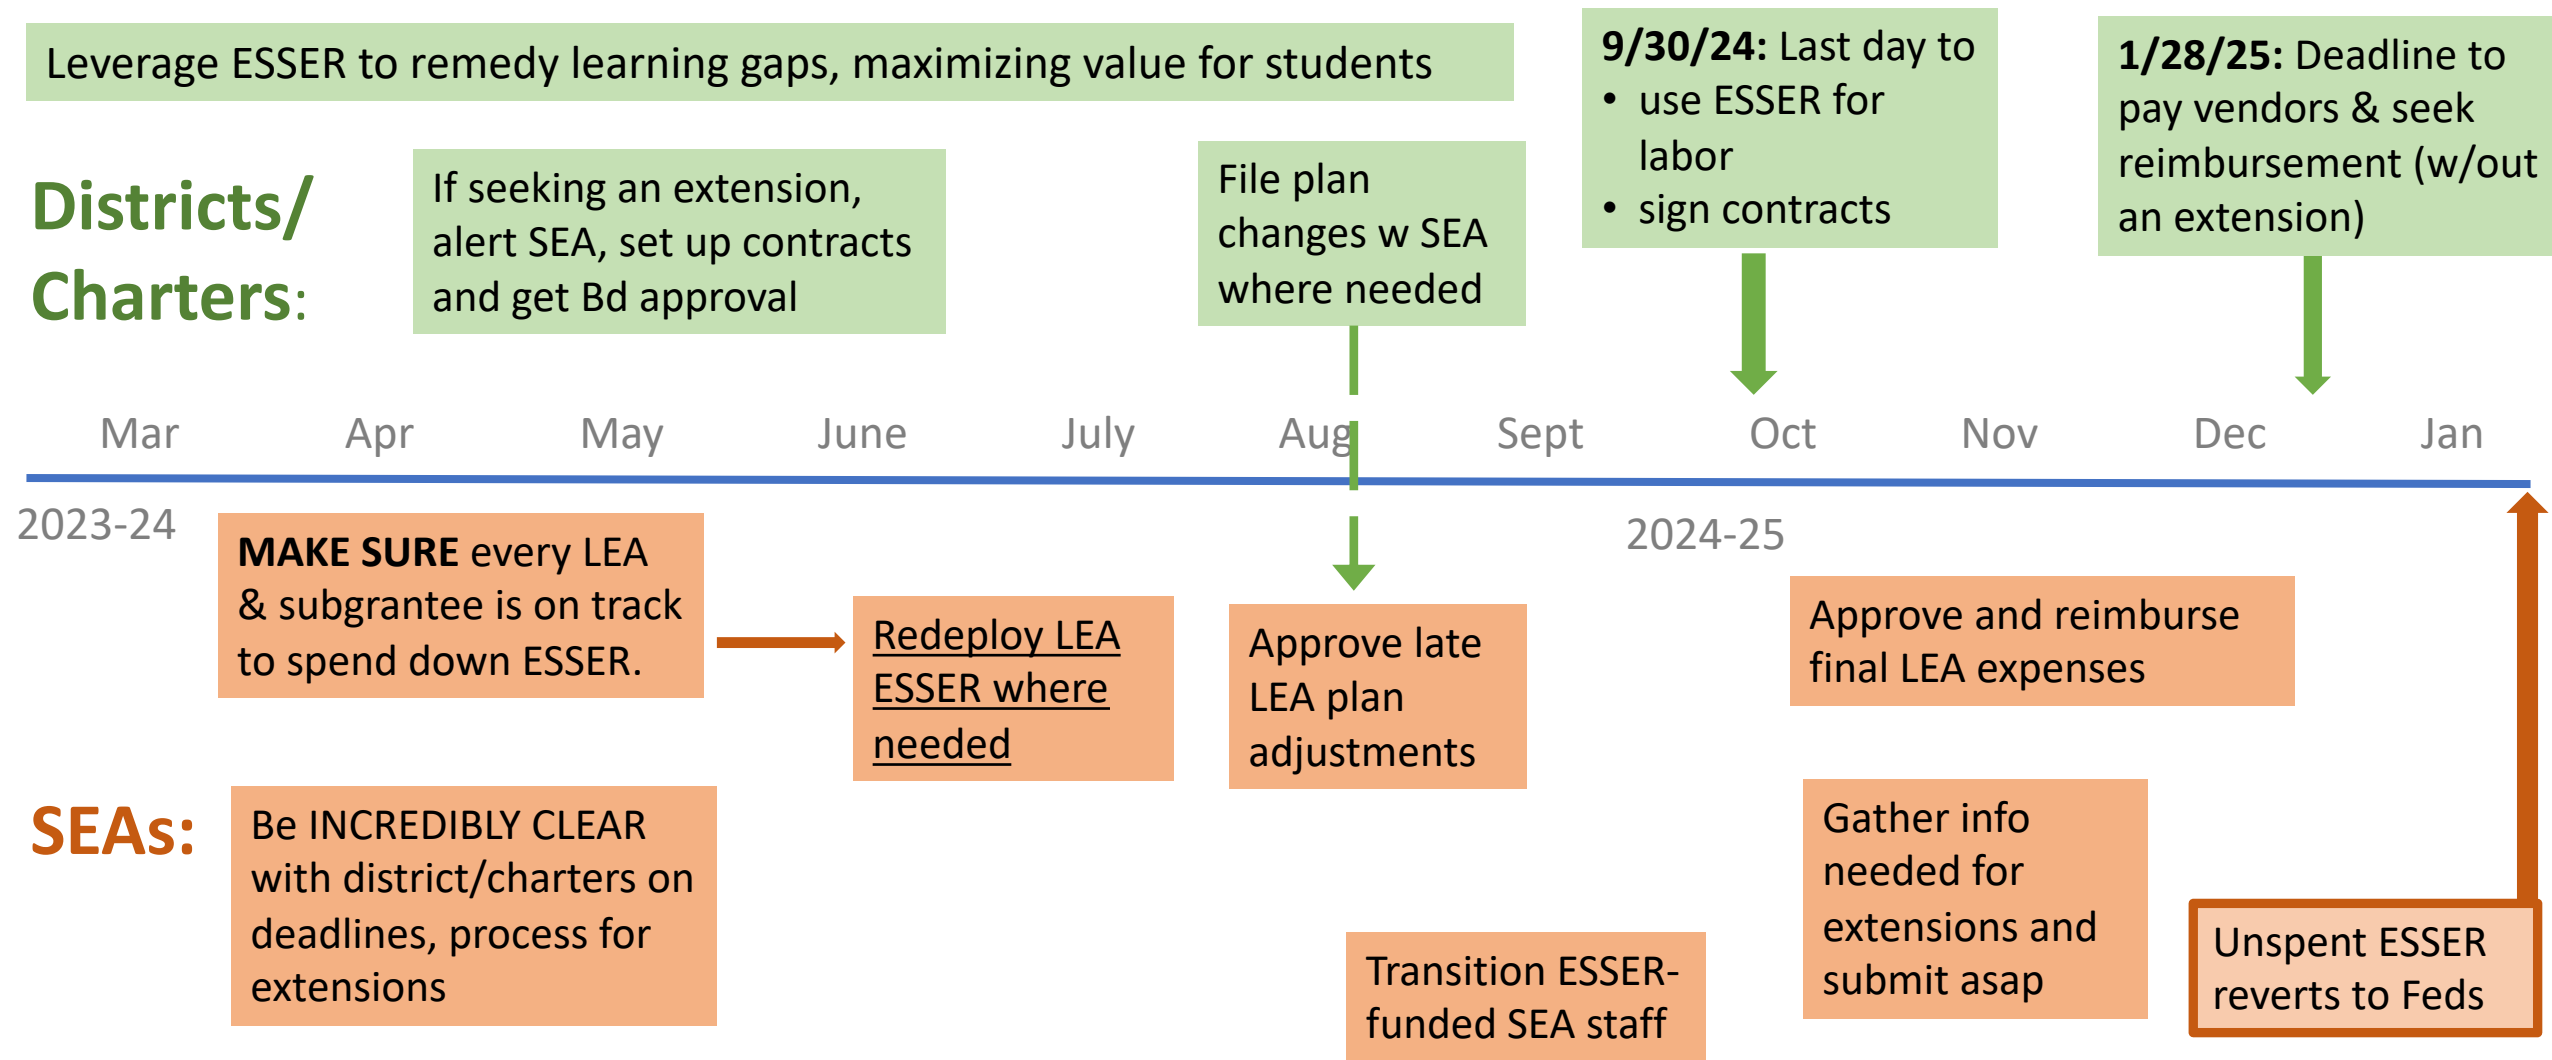 Leverage ESSER to remedy learning gaps, maximizing value for students
9/30/24: Last day to
• use ESSER for
labor
• sign contracts
1/28/25: Deadline to
pay vendors & seek
reimbursement (w/out
an extension)
Districts/
Charters:
If seeking an extension,
alert SEA, set up contracts
and get Bd approval
File plan
changes w SEA
where needed
Mar Apr May June July Aug Sept Oct Nov Dec Jan
2023-24
2024-25
MAKE SURE every LEA
& subgrantee is on track
to spend down ESSER.
Redeploy LEA
ESSER where
needed
Approve late
LEA plan
adjustments
Approve and reimburse
final LEA expenses
SEAs:
Be INCREDIBLY CLEAR
with district/charters on
deadlines, process for
extensions
Transition ESSER-
funded SEA staff
Gather info
needed for
extensions and
submit asap
Unspent ESSER
reverts to Feds